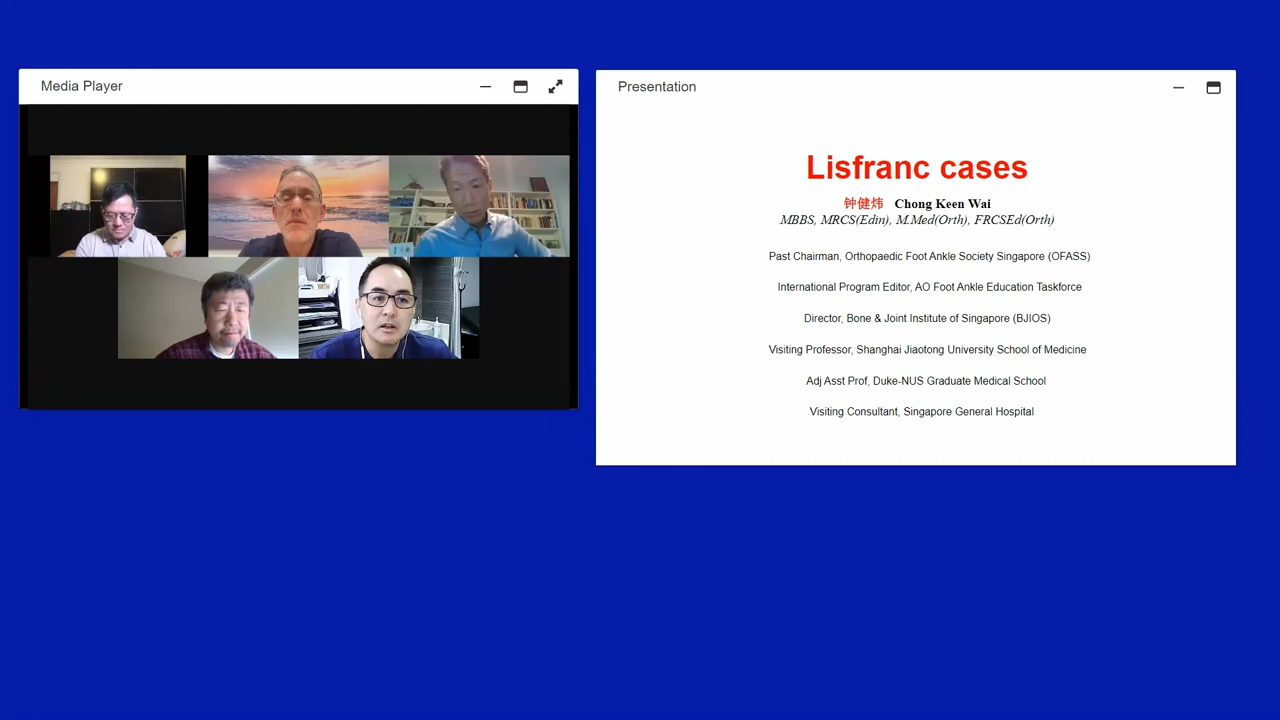 Media Player
Presentation
Lisfranc cases
钟健炜 Chong Keen Wai
MBBS, MRCS(Edin), M.Med(Orth), FRCSEd(Orth)
Past Chairman, Orthopaedic Foot Ankle Society Singapore (OFASS)
International Program Editor, AO Foot Ankle Education Taskforce
Director, Bone & Joint Institute of Singapore (BJIOS)
Visiting Professor, Shanghai Jiaotong University School of Medicine
Adj Asst Prof, Duke-NUS Graduate Medical School
Visiting Consultant, Singapore General Hospital